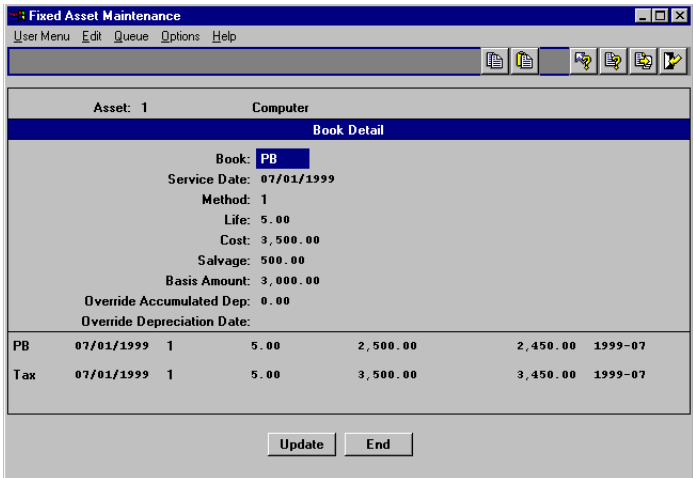 Fixed Asset Maintenance
User Menu Edit Queue Options Help
Asset: 1 Computer
Book Detail
Book: PB
Service Date: 07/01/1999
Method: 1
Life: 5.00
Cost: 3,500.00
Salvage: 500.00
Basis Amount: 3,000.00
Override Accumulated Dep: 0.00
Override Depreciation Date:
PB 07/01/1999 1 5.00 2,500.00 2,450.00 1999-07
Tax 07/01/1999 1 5.00 3,500.00 3,450.00 1999-07
Update End